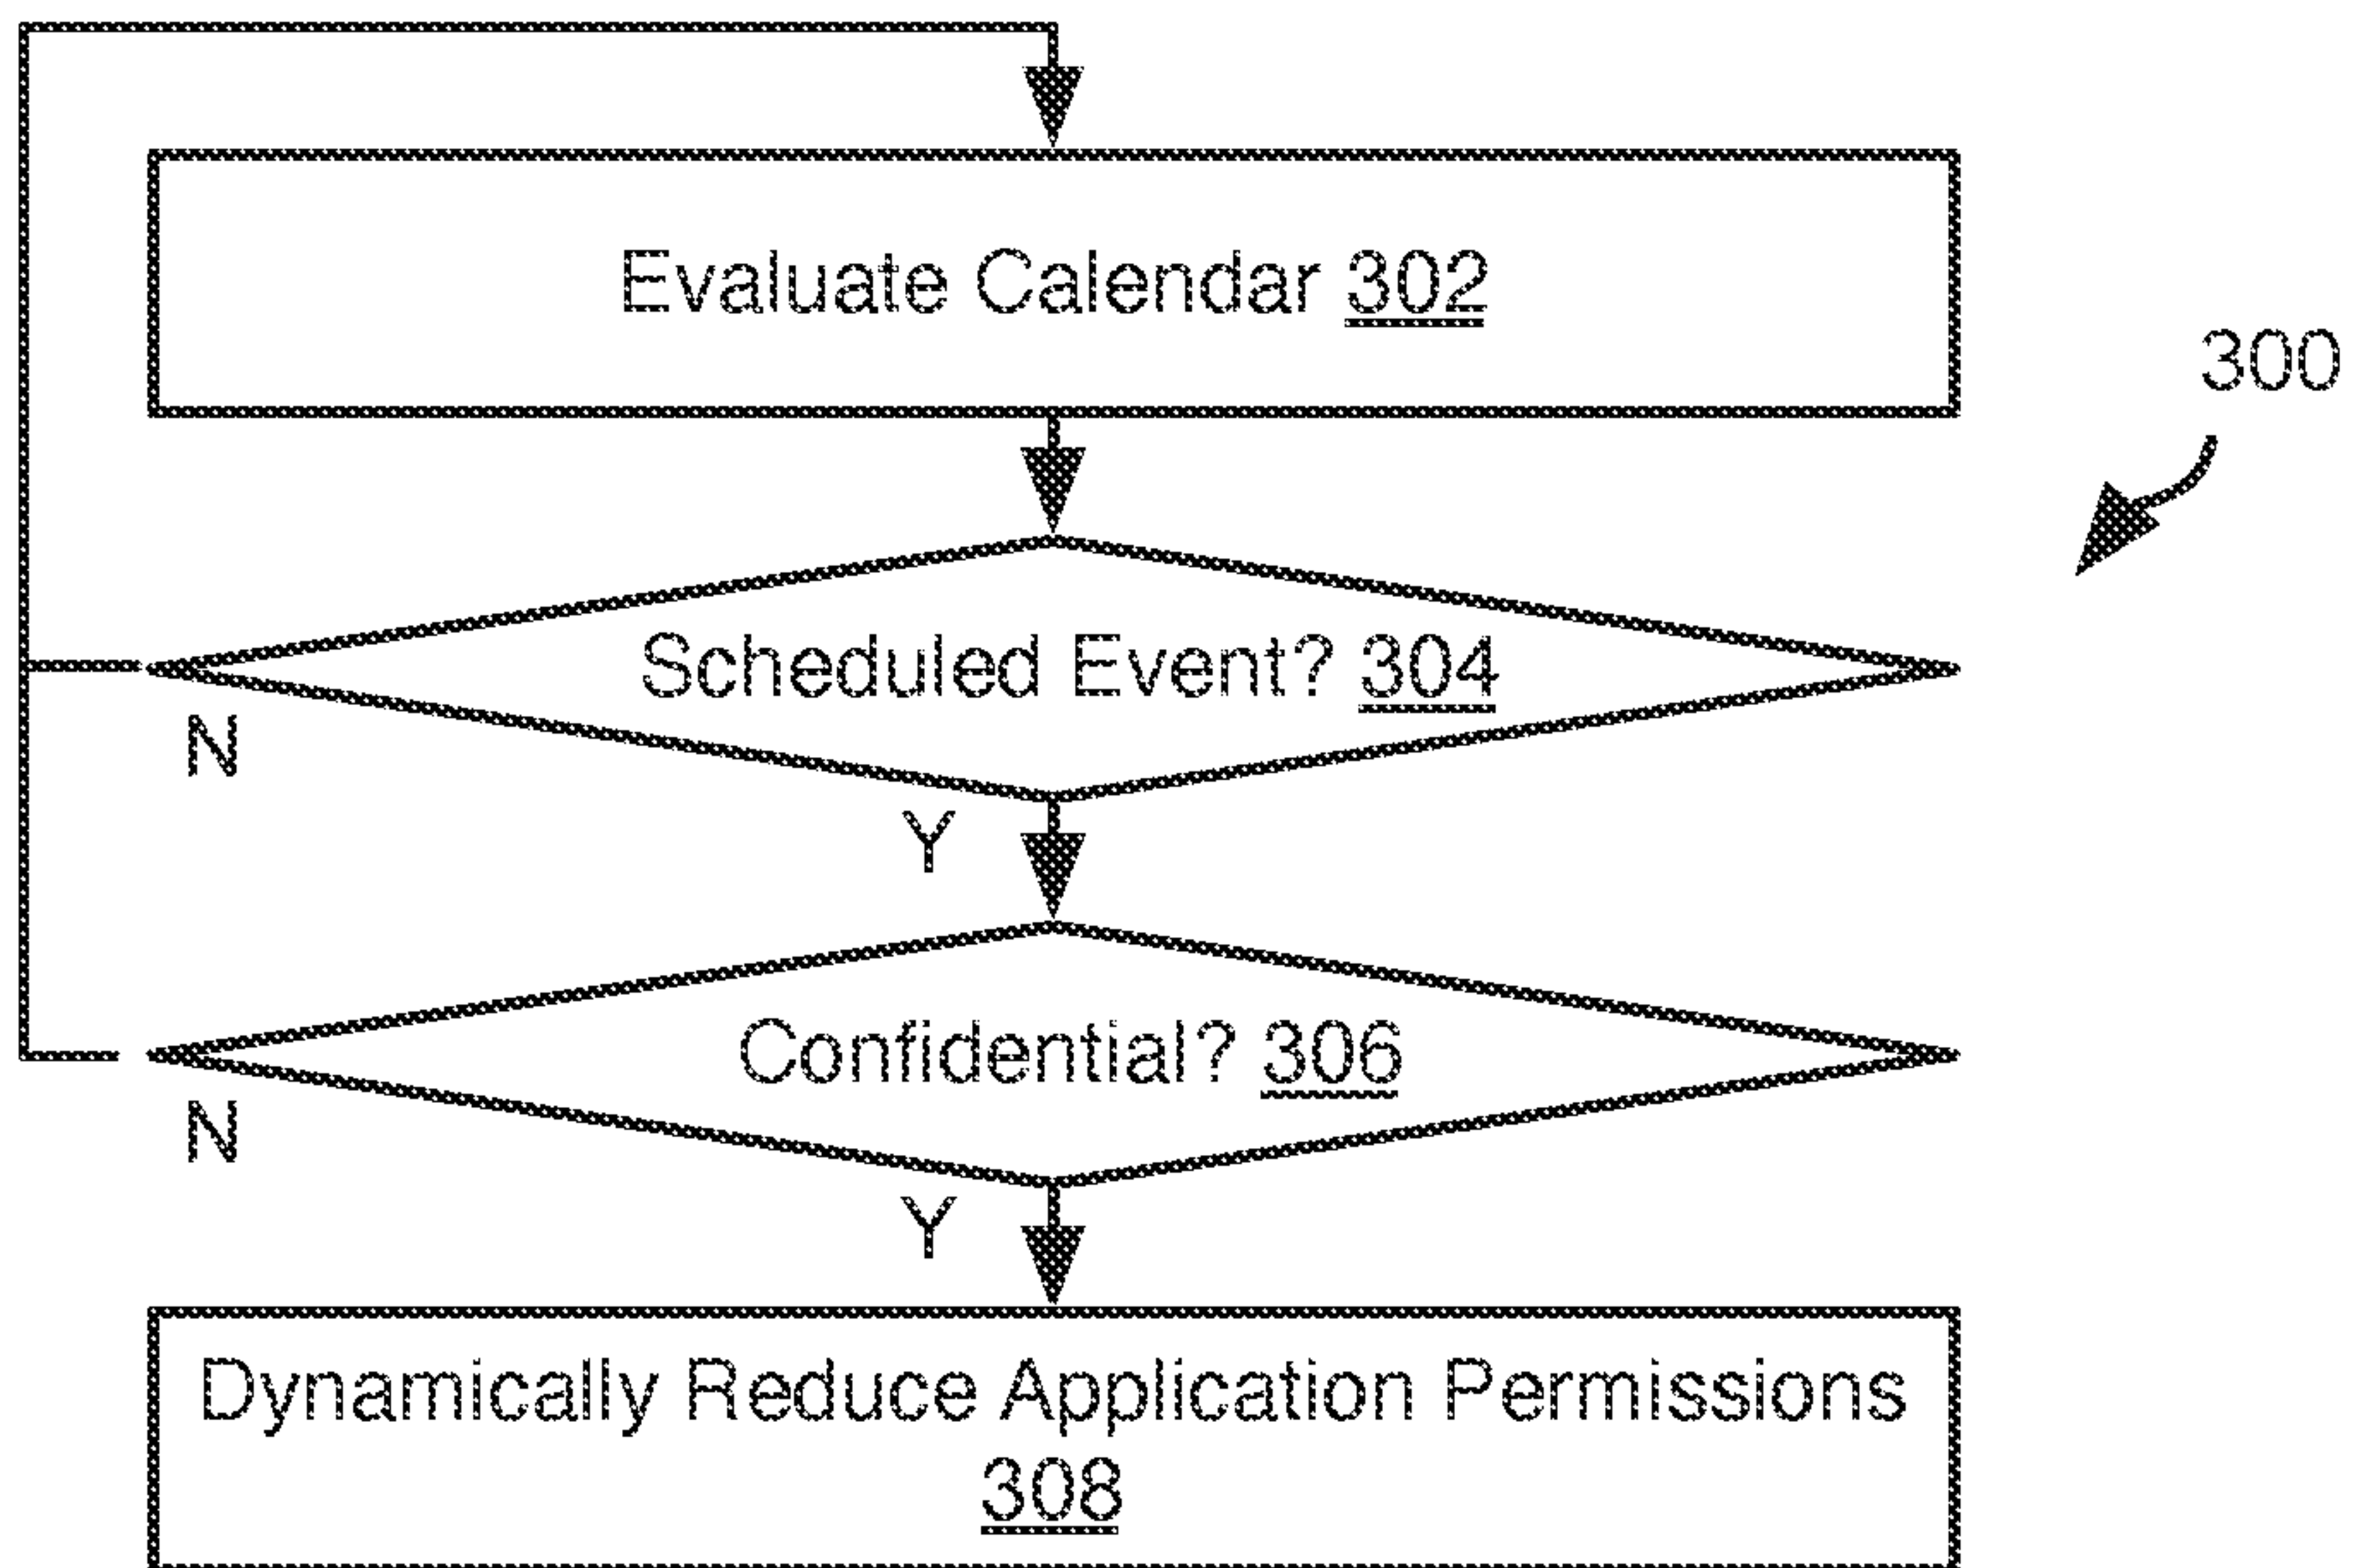 Evaluate Calendar 302
300
Scheduled Event? 304
N
Y
Confidential? 306
N
Y
Dynamically Reduce Application Permissions
308